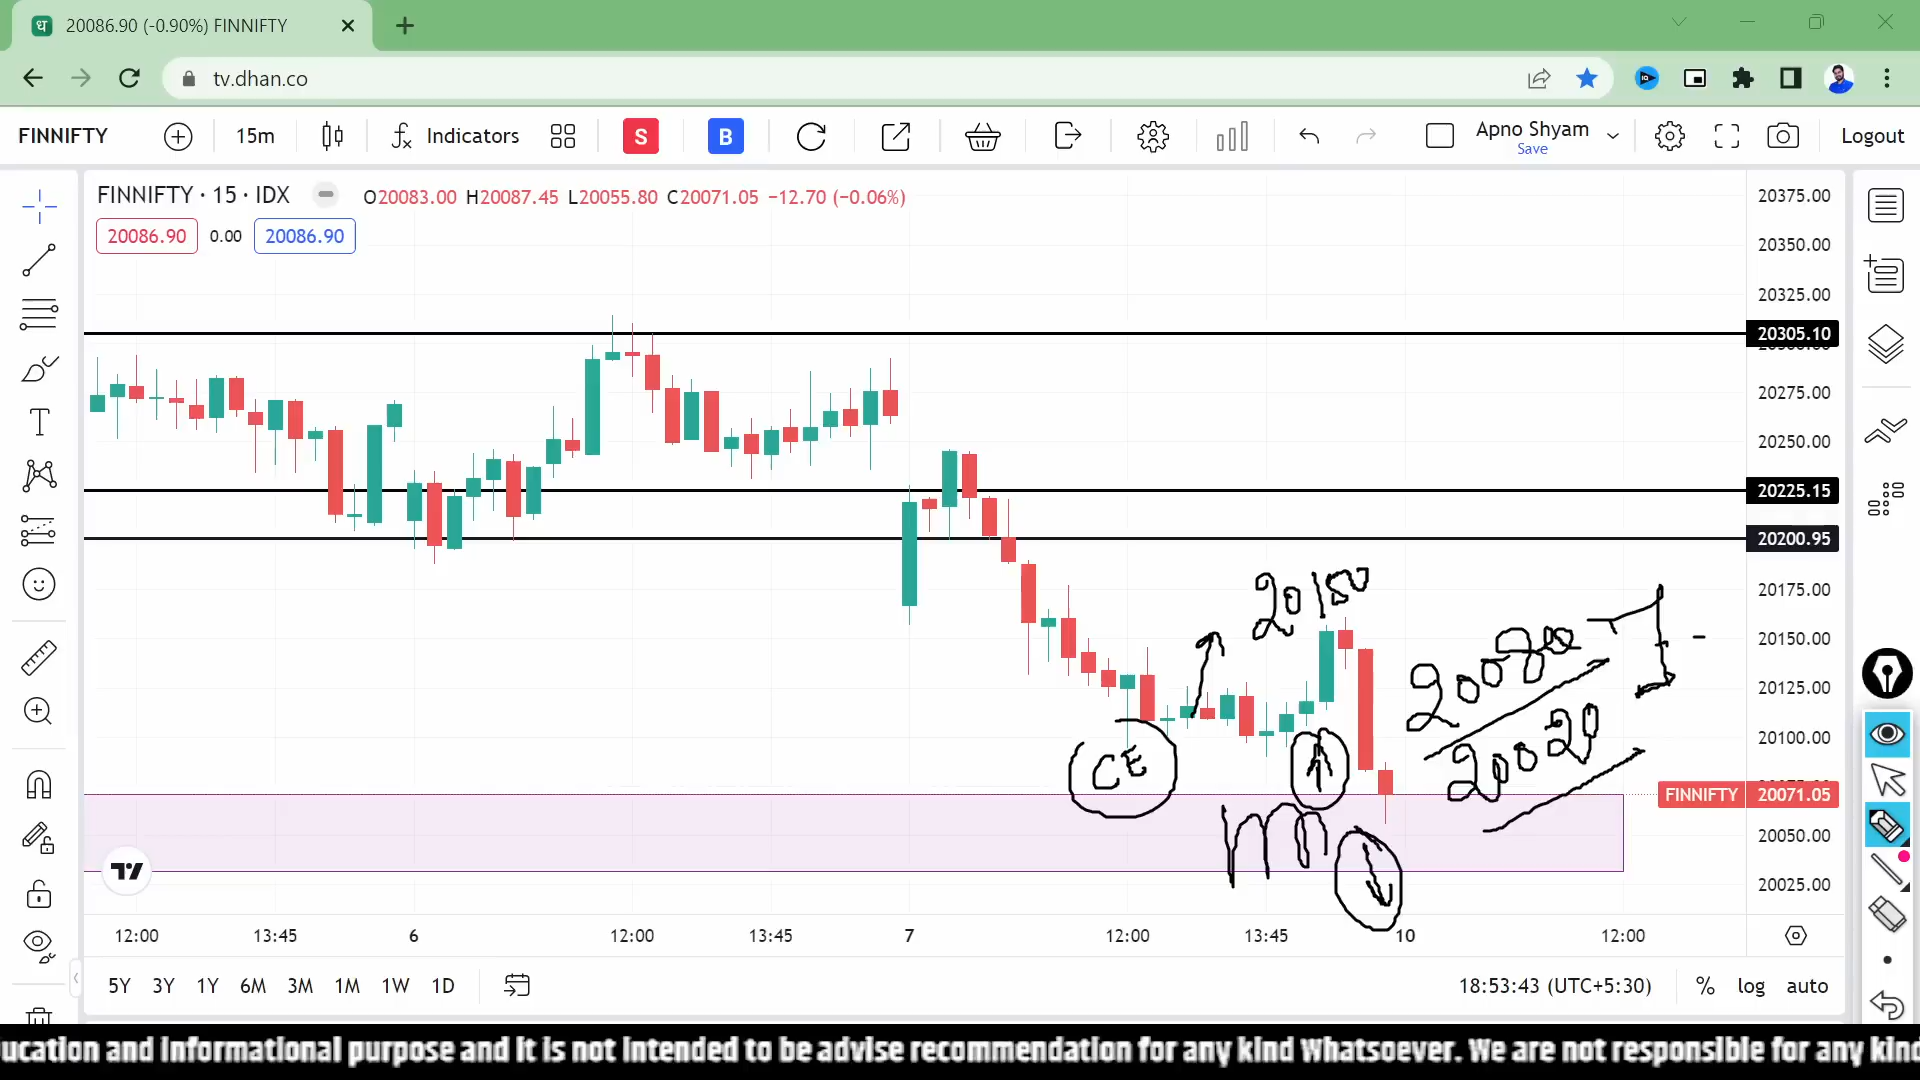 20086.90 (-0.90%) FINNIFTY
tv.dhan.co
FINNIFTY 15m Indicators S B Apno Shyam Save Logout
FINNIFTY · 15 · IDX O20083.00 H20087.45 L20055.80 C20071.05 −12.70 (−0.06%)
20086.90 0.00 20086.90
20375.00
20350.00
20325.00
20305.10
20275.00
20250.00
20225.15
20200.95
20175.00
20150.00
20125.00
20100.00
FINNIFTY 20071.05
20050.00
20025.00
20180
20080
20020
CE
12:00 13:45 6 12:00 13:45 7 12:00 13:45 10 12:00
5Y 3Y 1Y 6M 3M 1M 1W 1D 18:53:43 (UTC+5:30) % log auto
ucation and informational purpose and it is not intended to be advise recommendation for any kind Whatsoever. We are not responsible for any kind